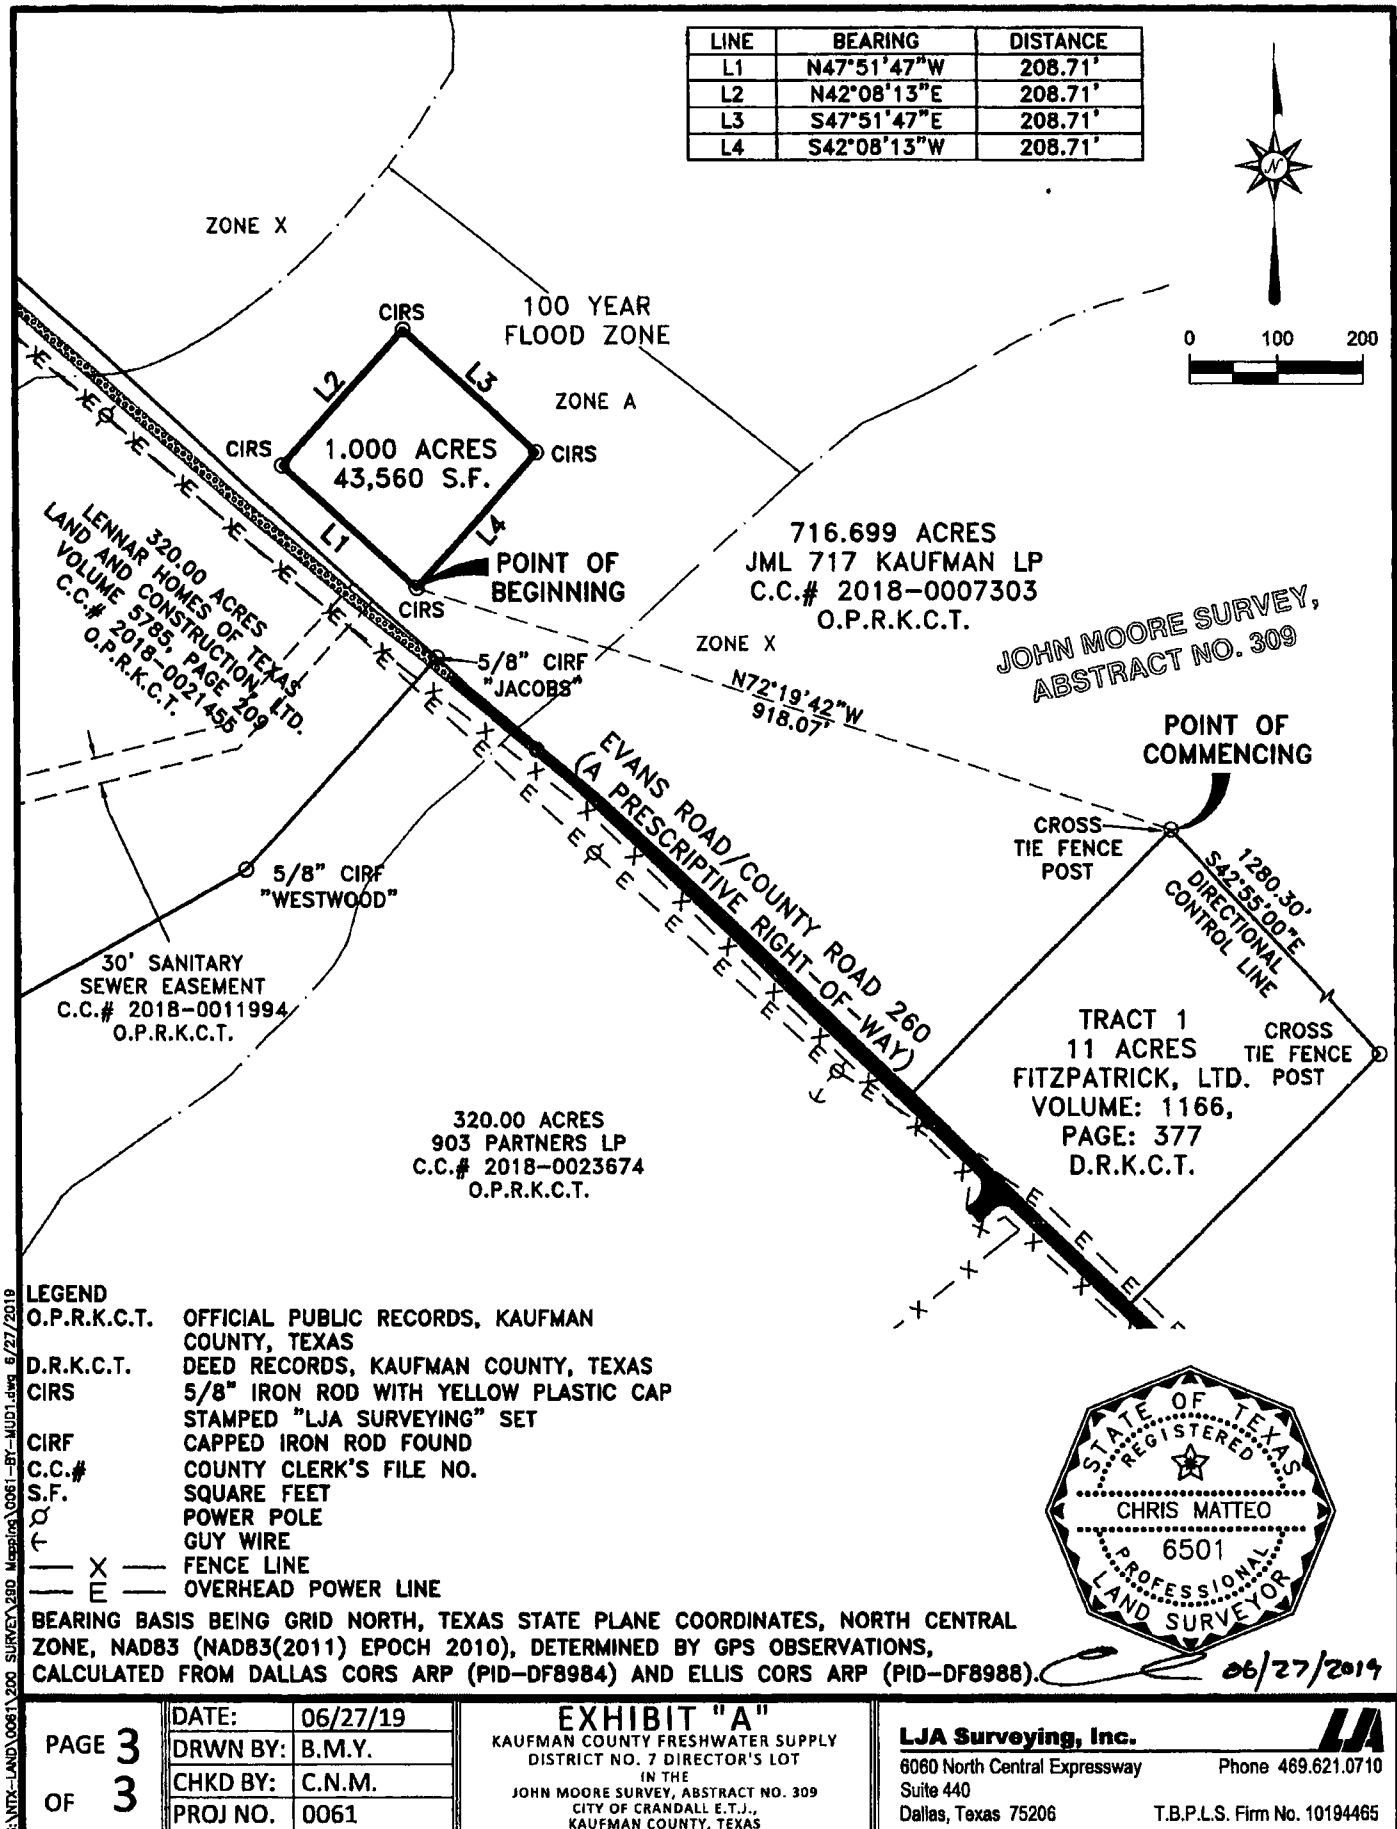 LINE BEARING DISTANCE
L1 N47°51'47"W 208.71'
L2 N42°08'13"E 208.71'
L3 S47°51'47"E 208.71'
L4 S42°08'13"W 208.71'
N
0 100 200
ZONE X
100 YEAR
FLOOD ZONE
ZONE A
CIRS
CIRS
CIRS
CIRS
L2
L3
L1
L4
1.000 ACRES
43,560 S.F.
POINT OF
BEGINNING
320.00 ACRES
LENNAR HOMES OF TEXAS
LAND AND CONSTRUCTION, LTD.
VOLUME 5785, PAGE 209
C.C.# 2018-0021455
O.P.R.K.C.T.
716.699 ACRES
JML 717 KAUFMAN LP
C.C.# 2018-0007303
O.P.R.K.C.T.
JOHN MOORE SURVEY,
ABSTRACT NO. 309
ZONE X
5/8" CIRF
"JACOBS"
N72°19'42"W
918.07'
POINT OF
COMMENCING
EVANS ROAD/COUNTY ROAD 260
(A PRESCRIPTIVE RIGHT-OF-WAY)
CROSS
TIE FENCE
POST
1280.30'
S42°55'00"E
DIRECTIONAL
CONTROL LINE
5/8" CIRF
"WESTWOOD"
30' SANITARY
SEWER EASEMENT
C.C.# 2018-0011994
O.P.R.K.C.T.
TRACT 1
11 ACRES
FITZPATRICK, LTD.
VOLUME: 1166,
PAGE: 377
D.R.K.C.T.
CROSS
TIE FENCE
POST
320.00 ACRES
903 PARTNERS LP
C.C.# 2018-0023674
O.P.R.K.C.T.
LEGEND
O.P.R.K.C.T. OFFICIAL PUBLIC RECORDS, KAUFMAN
COUNTY, TEXAS
D.R.K.C.T. DEED RECORDS, KAUFMAN COUNTY, TEXAS
CIRS 5/8" IRON ROD WITH YELLOW PLASTIC CAP
STAMPED "LJA SURVEYING" SET
CIRF CAPPED IRON ROD FOUND
C.C.# COUNTY CLERK'S FILE NO.
S.F. SQUARE FEET
POWER POLE
GUY WIRE
X FENCE LINE
E OVERHEAD POWER LINE
STATE OF TEXAS
REGISTERED
CHRIS MATTEO
6501
PROFESSIONAL
LAND SURVEYOR
BEARING BASIS BEING GRID NORTH, TEXAS STATE PLANE COORDINATES, NORTH CENTRAL
ZONE, NAD83 (NAD83(2011) EPOCH 2010), DETERMINED BY GPS OBSERVATIONS,
CALCULATED FROM DALLAS CORS ARP (PID-DF8984) AND ELLIS CORS ARP (PID-DF8988).
06/27/2019
PAGE 3
OF 3
DATE: 06/27/19
DRWN BY: B.M.Y.
CHKD BY: C.N.M.
PROJ NO. 0061
EXHIBIT "A"
KAUFMAN COUNTY FRESHWATER SUPPLY
DISTRICT NO. 7 DIRECTOR'S LOT
IN THE
JOHN MOORE SURVEY, ABSTRACT NO. 309
CITY OF CRANDALL E.T.J.,
KAUFMAN COUNTY, TEXAS
LJA Surveying, Inc.
6060 North Central Expressway Phone 469.621.0710
Suite 440
Dallas, Texas 75206 T.B.P.L.S. Firm No. 10194465
LJA
\NTX-LAND\0061\200 SURVEY\290 Mapping\0061-BY-MUD1.dwg 6/27/2019